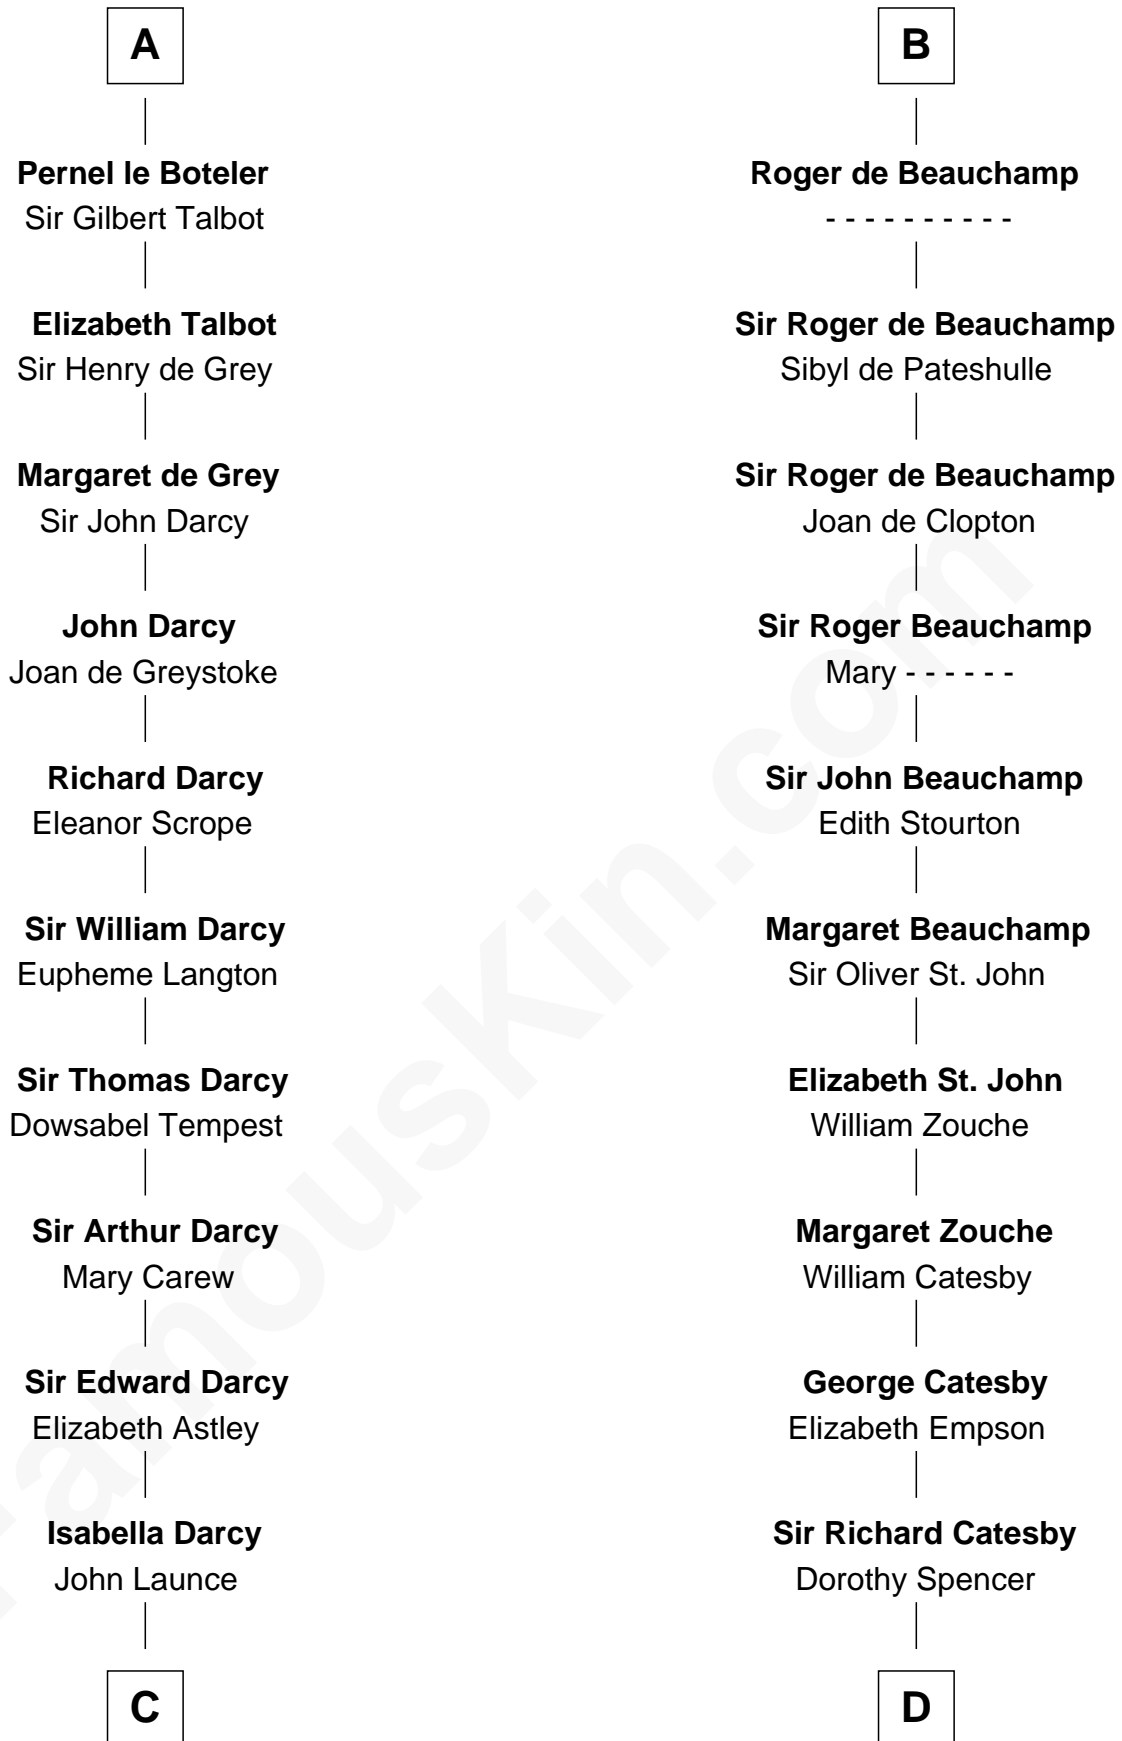 A
Pernel le Boteler
Sir Gilbert Talbot
Elizabeth Talbot
Sir Henry de Grey
Margaret de Grey
Sir John Darcy
John Darcy
Joan de Greystoke
Richard Darcy
Eleanor Scrope
Sir William Darcy
Eupheme Langton
Sir Thomas Darcy
Dowsabel Tempest
Sir Arthur Darcy
Mary Carew
Sir Edward Darcy
Elizabeth Astley
Isabella Darcy
John Launce
C
B
Roger de Beauchamp
- - - - - - - - - -
Sir Roger de Beauchamp
Sibyl de Pateshulle
Sir Roger de Beauchamp
Joan de Clopton
Sir Roger Beauchamp
Mary - - - - - -
Sir John Beauchamp
Edith Stourton
Margaret Beauchamp
Sir Oliver St. John
Elizabeth St. John
William Zouche
Margaret Zouche
William Catesby
George Catesby
Elizabeth Empson
Sir Richard Catesby
Dorothy Spencer
D
FamousKin.com